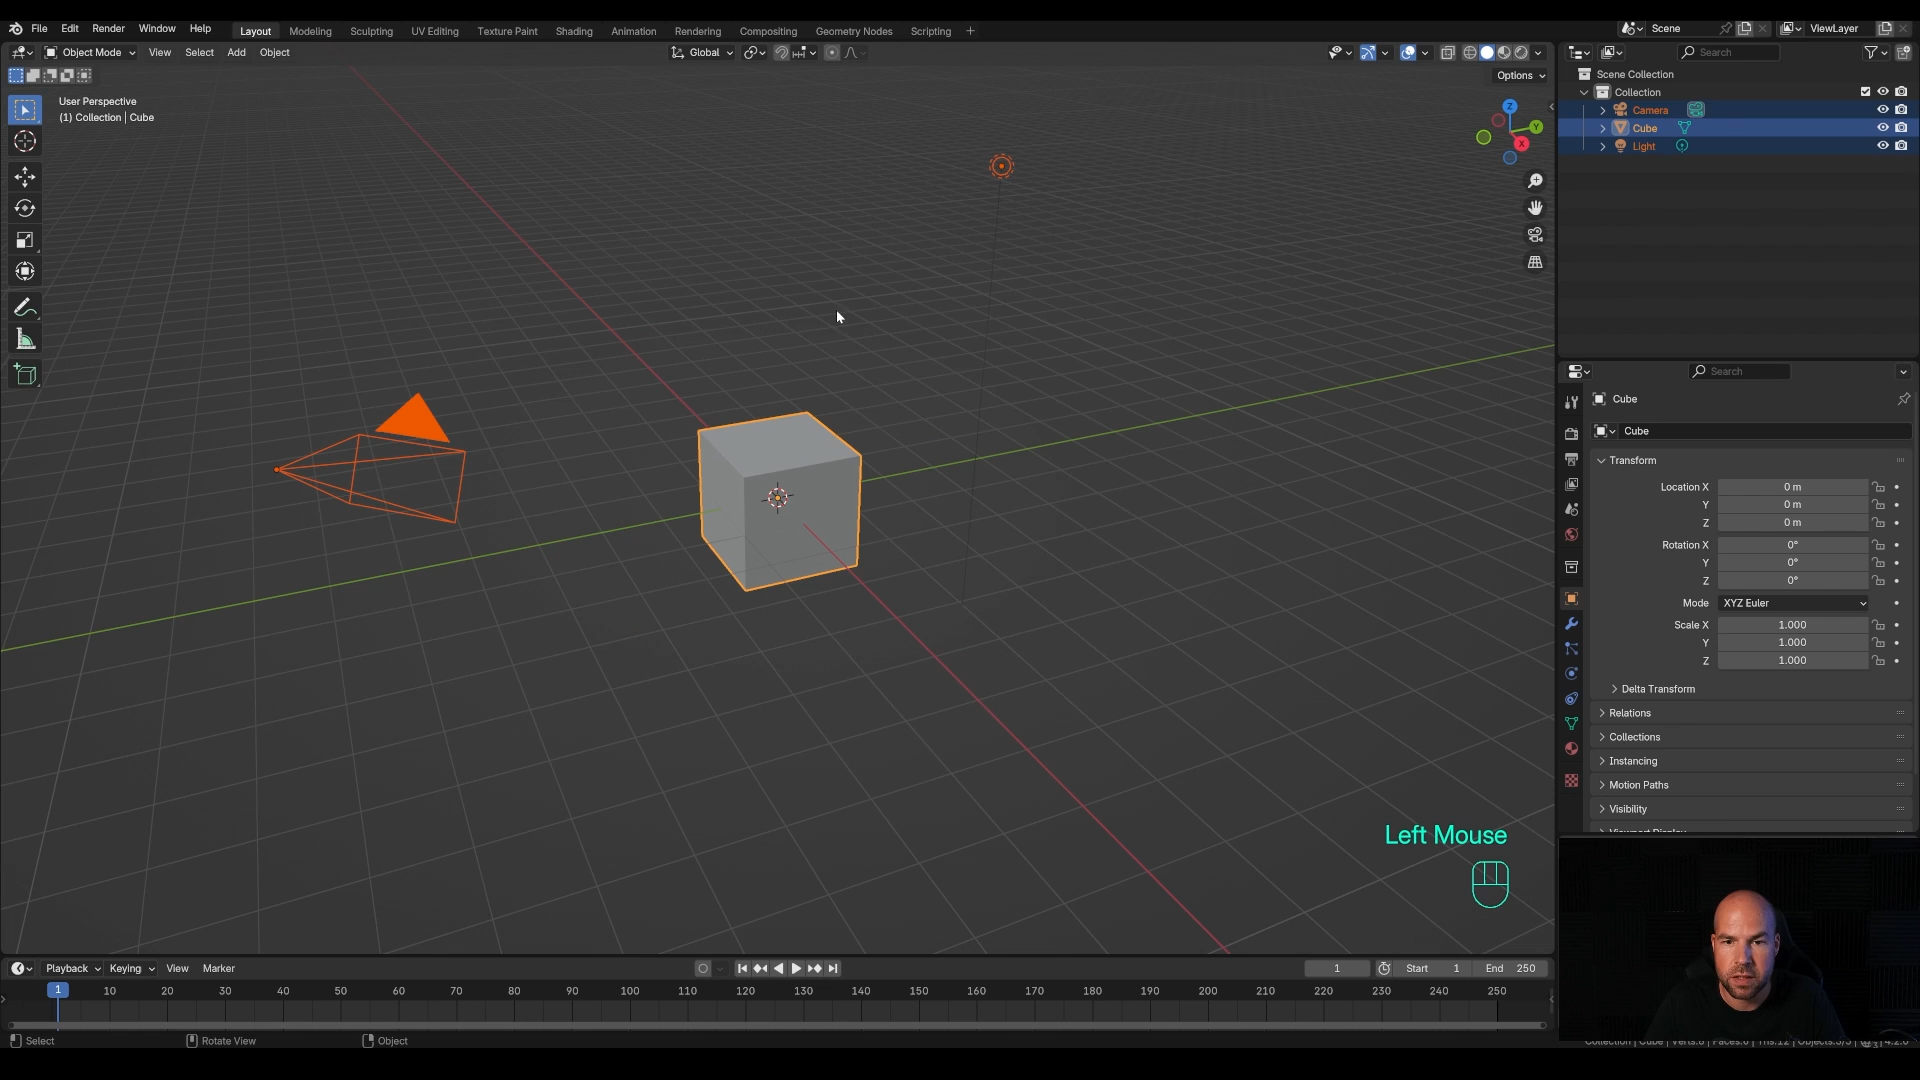 File Edit Render Window Help Layout Modeling Sculpting UV Editing Texture Paint Shading Animation Rendering Compositing Geometry Nodes Scripting + Scene ViewLayer
Object Mode View Select Add Object Global Search
Options
User Perspective
(1) Collection | Cube
Z
Y
X
Scene Collection
Collection
Camera
Cube
Light
Search
Cube
Cube
Transform
Location X 0 m
Y 0 m
Z 0 m
Rotation X 0°
Y 0°
Z 0°
Mode XYZ Euler
Scale X 1.000
Y 1.000
Z 1.000
Delta Transform
Relations
Collections
Instancing
Motion Paths
Visibility
Left Mouse
Playback Keying View Marker 1 Start 1 End 250
1 10 20 30 40 50 60 70 80 90 100 110 120 130 140 150 160 170 180 190 200 210 220 230 240 250
Select Rotate View Object